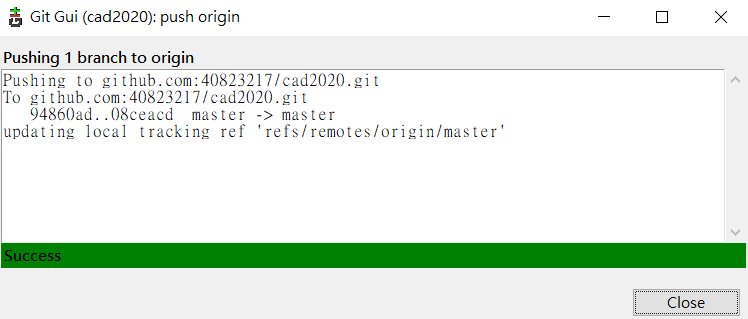 Git Gui (cad2020): push origin
Pushing 1 branch to origin
Pushing to github.com:40823217/cad2020.git
To github.com:40823217/cad2020.git
   94860ad..08ceacd  master -> master
updating local tracking ref 'refs/remotes/origin/master'
Success
Close